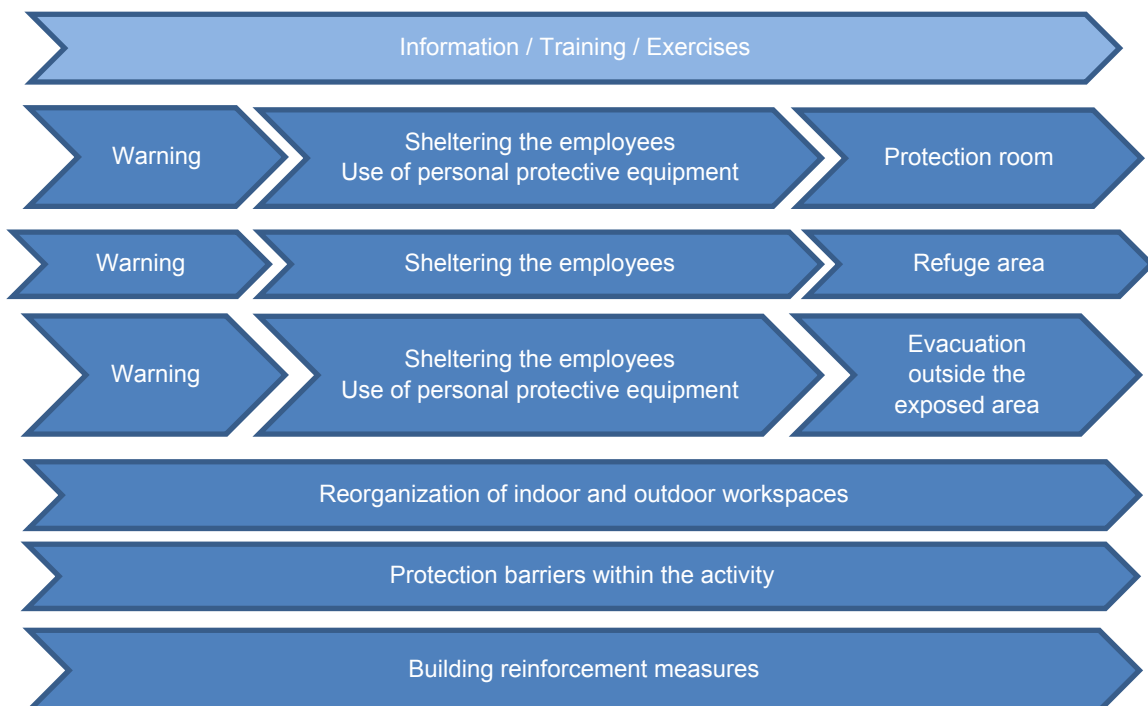 Information / Training / Exercises
Warning
Sheltering the employees
Use of personal protective equipment
Protection room
Warning
Sheltering the employees
Refuge area
Warning
Sheltering the employees
Use of personal protective equipment
Evacuation
outside the
exposed area
Reorganization of indoor and outdoor workspaces
Protection barriers within the activity
Building reinforcement measures